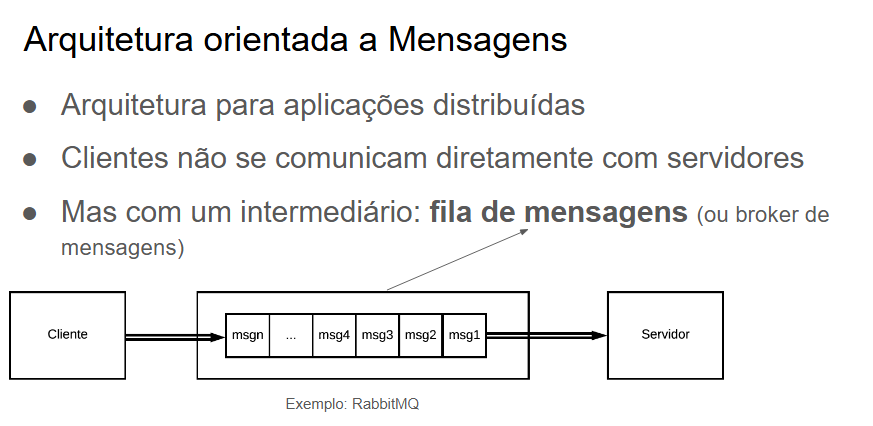 Arquitetura orientada a Mensagens
● Arquitetura para aplicações distribuídas
● Clientes não se comunicam diretamente com servidores
● Mas com um intermediário: fila de mensagens (ou broker de
mensagens)
Cliente
msgn ... msg4 msg3 msg2 msg1
Servidor
Exemplo: RabbitMQ